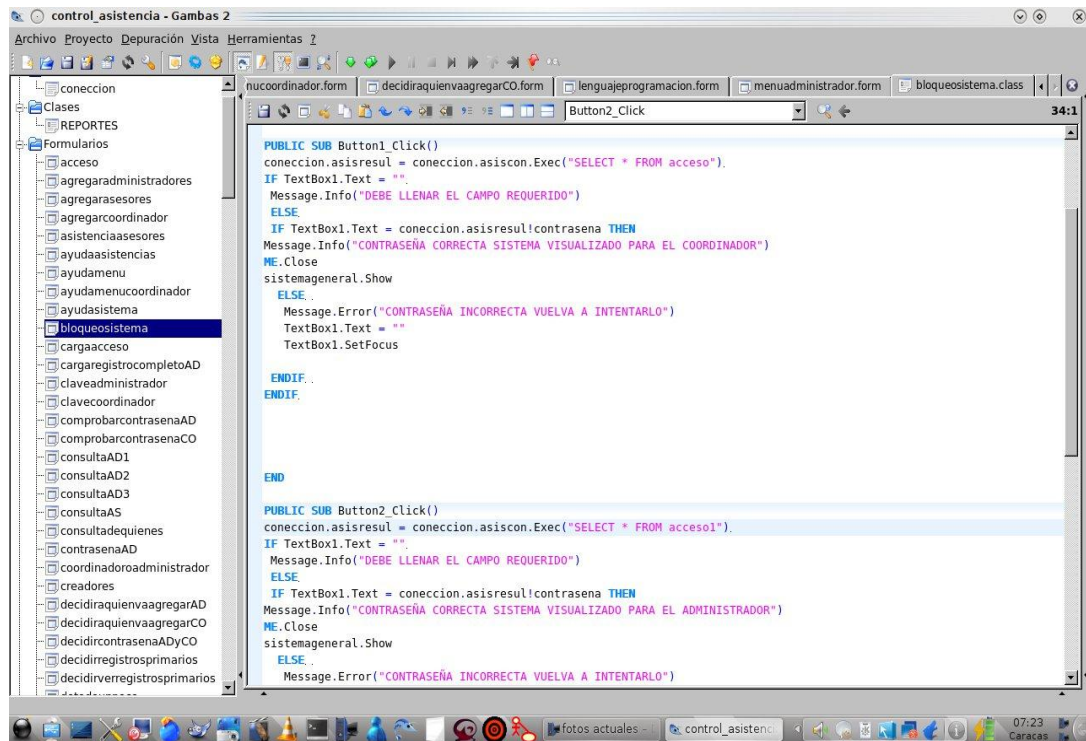 control_asistencia - Gambas 2
Archivo Proyecto Depuración Vista Herramientas ?
nucoordinador.form decidiraquienvaagregarCO.form lenguajeprogramacion.form menuadministrador.form bloqueosistema.class
Button2_Click 34:1
coneccion
Clases
REPORTES
Formularios
acceso
agregaradministradores
agregarasesores
agregarcoordinador
asistenciaasesores
ayudaasistencias
ayudamenu
ayudamenucoordinador
ayudasistema
bloqueosistema
cargaacceso
cargaregistrocompletoAD
claveadministrador
clavecoordinador
comprobarcontrasenaAD
comprobarcontrasenaCO
consultaAD1
consultaAD2
consultaAD3
consultaAS
consultadequienes
contrasenaAD
coordinadoroadministrador
creadores
decidiraquienvaagregarAD
decidiraquienvaagregarCO
decidircontrasenaADyCO
decidirregistrosprimarios
decidirverregistrosprimarios
PUBLIC SUB Button1_Click()
coneccion.asisresul = coneccion.asiscon.Exec("SELECT * FROM acceso")
IF TextBox1.Text = ""
Message.Info("DEBE LLENAR EL CAMPO REQUERIDO")
ELSE
IF TextBox1.Text = coneccion.asisresul!contrasena THEN
Message.Info("CONTRASEÑA CORRECTA SISTEMA VISUALIZADO PARA EL COORDINADOR")
ME.Close
sistemageneral.Show
ELSE
Message.Error("CONTRASEÑA INCORRECTA VUELVA A INTENTARLO")
TextBox1.Text = ""
TextBox1.SetFocus
ENDIF
ENDIF
END
PUBLIC SUB Button2_Click()
coneccion.asisresul = coneccion.asiscon.Exec("SELECT * FROM acceso1")
IF TextBox1.Text = ""
Message.Info("DEBE LLENAR EL CAMPO REQUERIDO")
ELSE
IF TextBox1.Text = coneccion.asisresul!contrasena THEN
Message.Info("CONTRASEÑA CORRECTA SISTEMA VISUALIZADO PARA EL ADMINISTRADOR")
ME.Close
sistemageneral.Show
ELSE
Message.Error("CONTRASEÑA INCORRECTA VUELVA A INTENTARLO")
fotos actuales - control_asistenc 07:23
Caracas